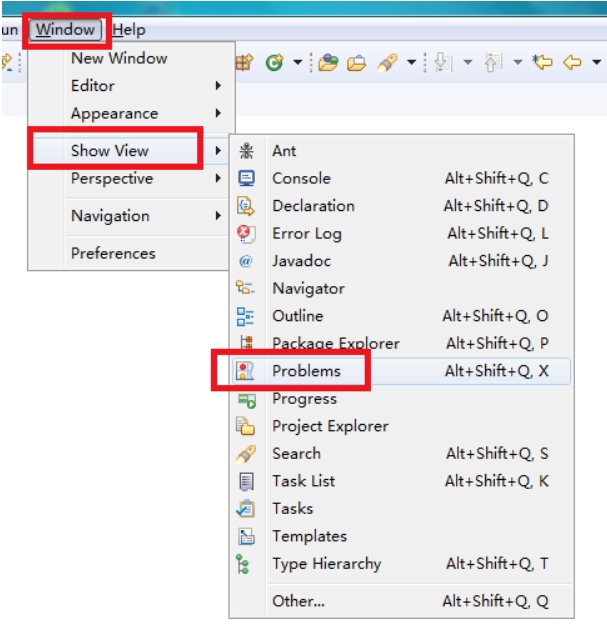 un Window Help
New Window
Editor
Appearance
Show View
Perspective
Navigation
Preferences
Ant
Console Alt+Shift+Q, C
Declaration Alt+Shift+Q, D
Error Log Alt+Shift+Q, L
Javadoc Alt+Shift+Q, J
Navigator
Outline Alt+Shift+Q, O
Package Explorer Alt+Shift+Q, P
Problems Alt+Shift+Q, X
Progress
Project Explorer
Search Alt+Shift+Q, S
Task List Alt+Shift+Q, K
Tasks
Templates
Type Hierarchy Alt+Shift+Q, T
Other... Alt+Shift+Q, Q